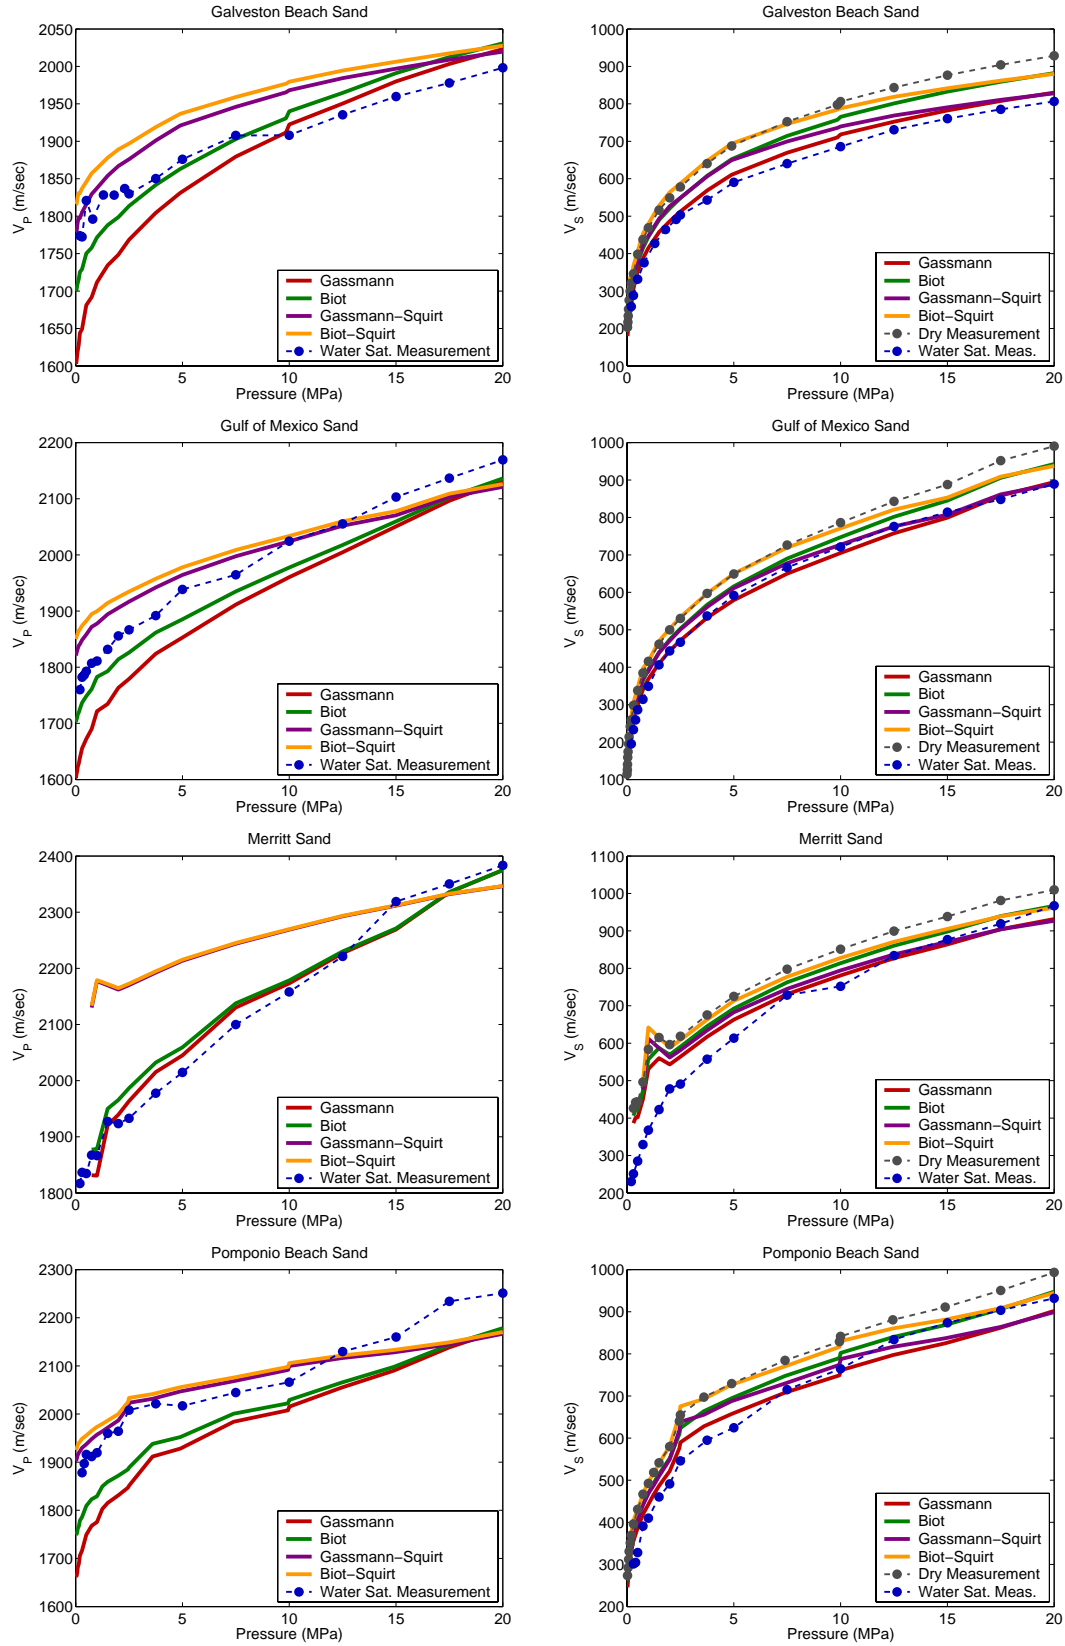 Galveston Beach Sand
2050
2000
1950
1900
1850
1800
1750
1700
1650
1600
V_P (m/sec)
Gassmann
Biot
Gassmann−Squirt
Biot−Squirt
Water Sat. Measurement
0 5 10 15 20
Pressure (MPa)
Galveston Beach Sand
1000
900
800
700
600
500
400
300
200
100
V_S (m/sec)
Gassmann
Biot
Gassmann−Squirt
Biot−Squirt
Dry Measurement
Water Sat. Meas.
0 5 10 15 20
Pressure (MPa)
Gulf of Mexico Sand
2200
2100
2000
1900
1800
1700
1600
V_P (m/sec)
Gassmann
Biot
Gassmann−Squirt
Biot−Squirt
Water Sat. Measurement
0 5 10 15 20
Pressure (MPa)
Gulf of Mexico Sand
1000
900
800
700
600
500
400
300
200
100
V_S (m/sec)
Gassmann
Biot
Gassmann−Squirt
Biot−Squirt
Dry Measurement
Water Sat. Meas.
0 5 10 15 20
Pressure (MPa)
Merritt Sand
2400
2300
2200
2100
2000
1900
1800
V_P (m/sec)
Gassmann
Biot
Gassmann−Squirt
Biot−Squirt
Water Sat. Measurement
0 5 10 15 20
Pressure (MPa)
Merritt Sand
1100
1000
900
800
700
600
500
400
300
200
V_S (m/sec)
Gassmann
Biot
Gassmann−Squirt
Biot−Squirt
Dry Measurement
Water Sat. Meas.
0 5 10 15 20
Pressure (MPa)
Pomponio Beach Sand
2300
2200
2100
2000
1900
1800
1700
1600
V_P (m/sec)
Gassmann
Biot
Gassmann−Squirt
Biot−Squirt
Water Sat. Measurement
0 5 10 15 20
Pressure (MPa)
Pomponio Beach Sand
1000
900
800
700
600
500
400
300
200
V_S (m/sec)
Gassmann
Biot
Gassmann−Squirt
Biot−Squirt
Dry Measurement
Water Sat. Meas.
0 5 10 15 20
Pressure (MPa)